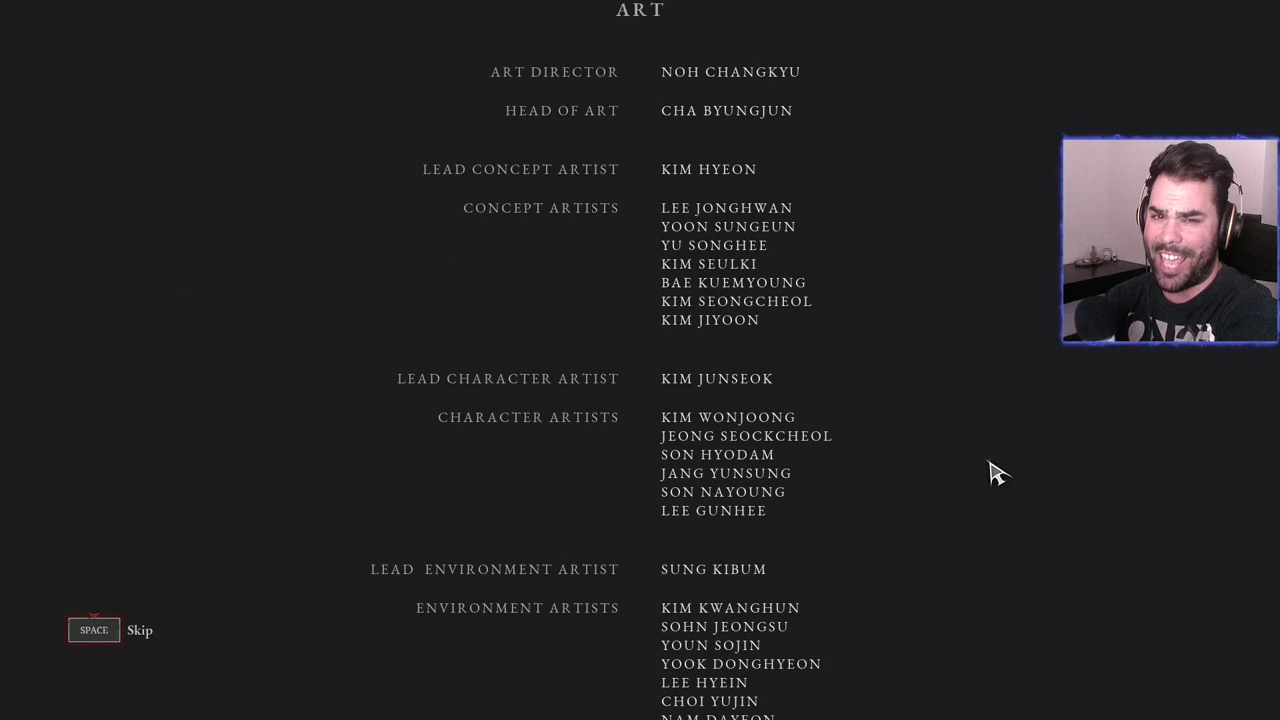 ART
ART DIRECTOR NOH CHANGKYU
HEAD OF ART CHA BYUNGJUN
LEAD CONCEPT ARTIST KIM HYEON
CONCEPT ARTISTS LEE JONGHWAN
YOON SUNGEUN
YU SONGHEE
KIM SEULKI
BAE KUEMYOUNG
KIM SEONGCHEOL
KIM JIYOON
LEAD CHARACTER ARTIST KIM JUNSEOK
CHARACTER ARTISTS KIM WONJOONG
JEONG SEOCKCHEOL
SON HYODAM
JANG YUNSUNG
SON NAYOUNG
LEE GUNHEE
LEAD ENVIRONMENT ARTIST SUNG KIBUM
ENVIRONMENT ARTISTS KIM KWANGHUN
SOHN JEONGSU
YOUN SOJIN
YOOK DONGHYEON
LEE HYEIN
CHOI YUJIN
NAM DAYEON
SPACE Skip